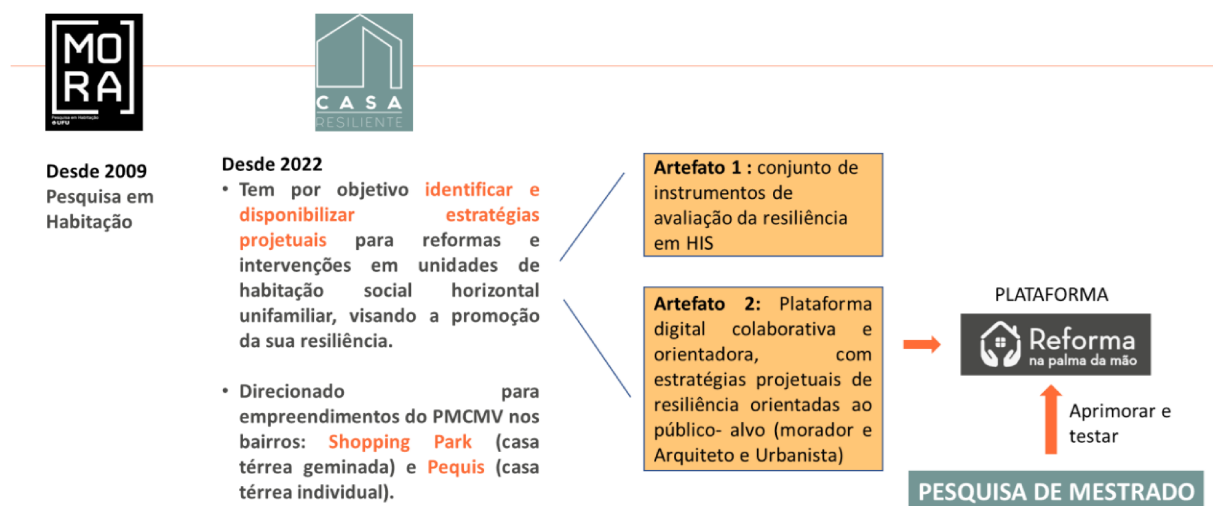 MO
RA
Pesquisa em Habitação
UFU
CASA
RESILIENTE
Desde 2009
Pesquisa em
Habitação
Desde 2022
• Tem por objetivo identificar e
disponibilizar estratégias
projetuais para reformas e
intervenções em unidades de
habitação social horizontal
unifamiliar, visando a promoção
da sua resiliência.
• Direcionado para
empreendimentos do PMCMV nos
bairros: Shopping Park (casa
térrea geminada) e Pequis (casa
térrea individual).
Artefato 1 : conjunto de
instrumentos de
avaliação da resiliência
em HIS
Artefato 2: Plataforma
digital colaborativa e
orientadora, com
estratégias projetuais de
resiliência orientadas ao
público- alvo (morador e
Arquiteto e Urbanista)
PLATAFORMA
Reforma
na palma da mão
Aprimorar e
testar
PESQUISA DE MESTRADO